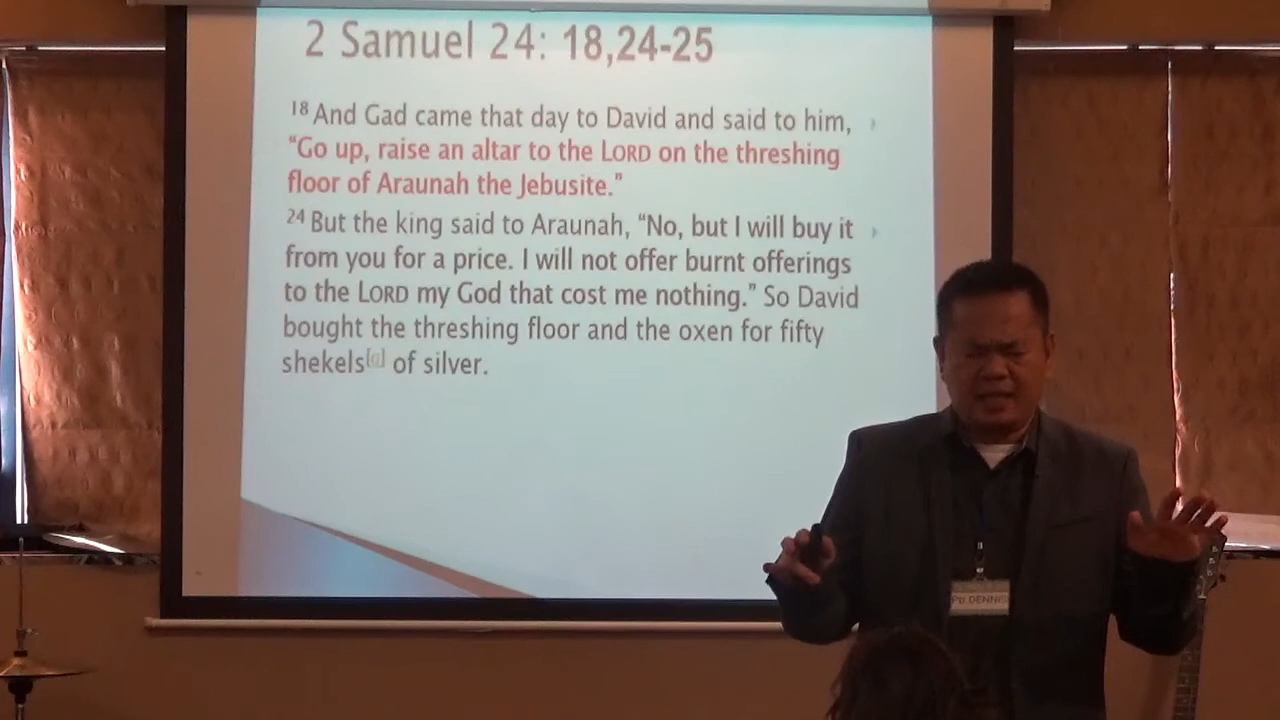 2 Samuel 24: 18,24-25
18 And Gad came that day to David and said to him,
“Go up, raise an altar to the LORD on the threshing
floor of Araunah the Jebusite.”
24 But the king said to Araunah, “No, but I will buy it
from you for a price. I will not offer burnt offerings
to the LORD my God that cost me nothing.” So David
bought the threshing floor and the oxen for fifty
shekels[a] of silver.
Ptr DENNIS